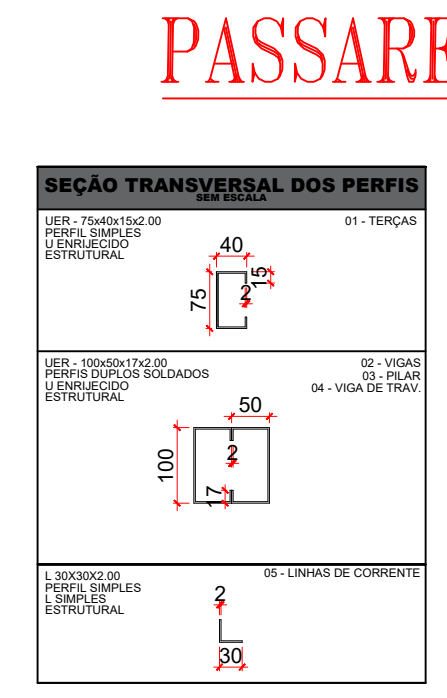 PASSARE
SEÇÃO TRANSVERSAL DOS PERFIS
SEM ESCALA
UER - 75x40x15x2.00
PERFIL SIMPLES
U ENRIJECIDO
ESTRUTURAL
01 - TERÇAS
40
15
75
2
UER - 100x50x17x2.00
PERFIS DUPLOS SOLDADOS
U ENRIJECIDO
ESTRUTURAL
02 - VIGAS
03 - PILAR
04 - VIGA DE TRAV.
50
100
2
17
L 30X30X2.00
PERFIL SIMPLES
L SIMPLES
ESTRUTURAL
05 - LINHAS DE CORRENTE
2
30